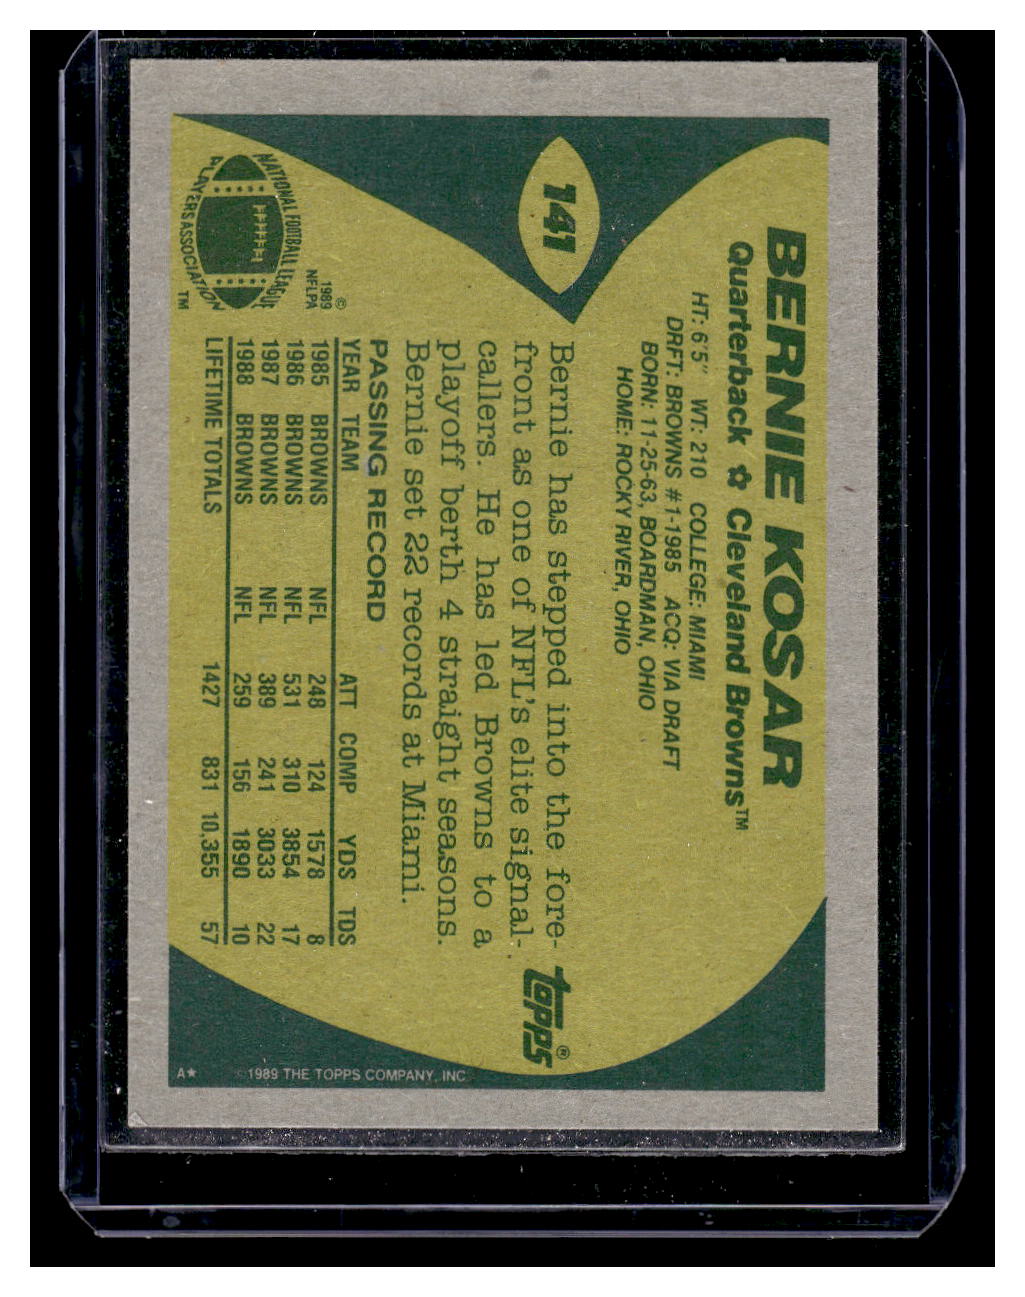 141
BERNIE KOSAR
Quarterback ✿ Cleveland Browns™
HT: 6'5" WT: 210 COLLEGE: MIAMI
DRFT: BROWNS #1-1985 ACQ: VIA DRAFT
BORN: 11-25-63, BOARDMAN, OHIO
HOME: ROCKY RIVER, OHIO
Bernie has stepped into the fore-
front as one of NFL's elite signal-
callers. He has led Browns to a
playoff berth 4 straight seasons.
Bernie set 22 records at Miami.
PASSING RECORD
YEAR TEAM ATT COMP YDS TDS
1985 BROWNS NFL 248 124 1578 8
1986 BROWNS NFL 531 310 3854 17
1987 BROWNS NFL 389 241 3033 22
1988 BROWNS NFL 259 156 1890 10
LIFETIME TOTALS 1427 831 10,355 57
NATIONAL FOOTBALL LEAGUE
PLAYERS ASSOCIATION
TM
©
1989
NFLPA
topps®
A★
© 1989 THE TOPPS COMPANY, INC